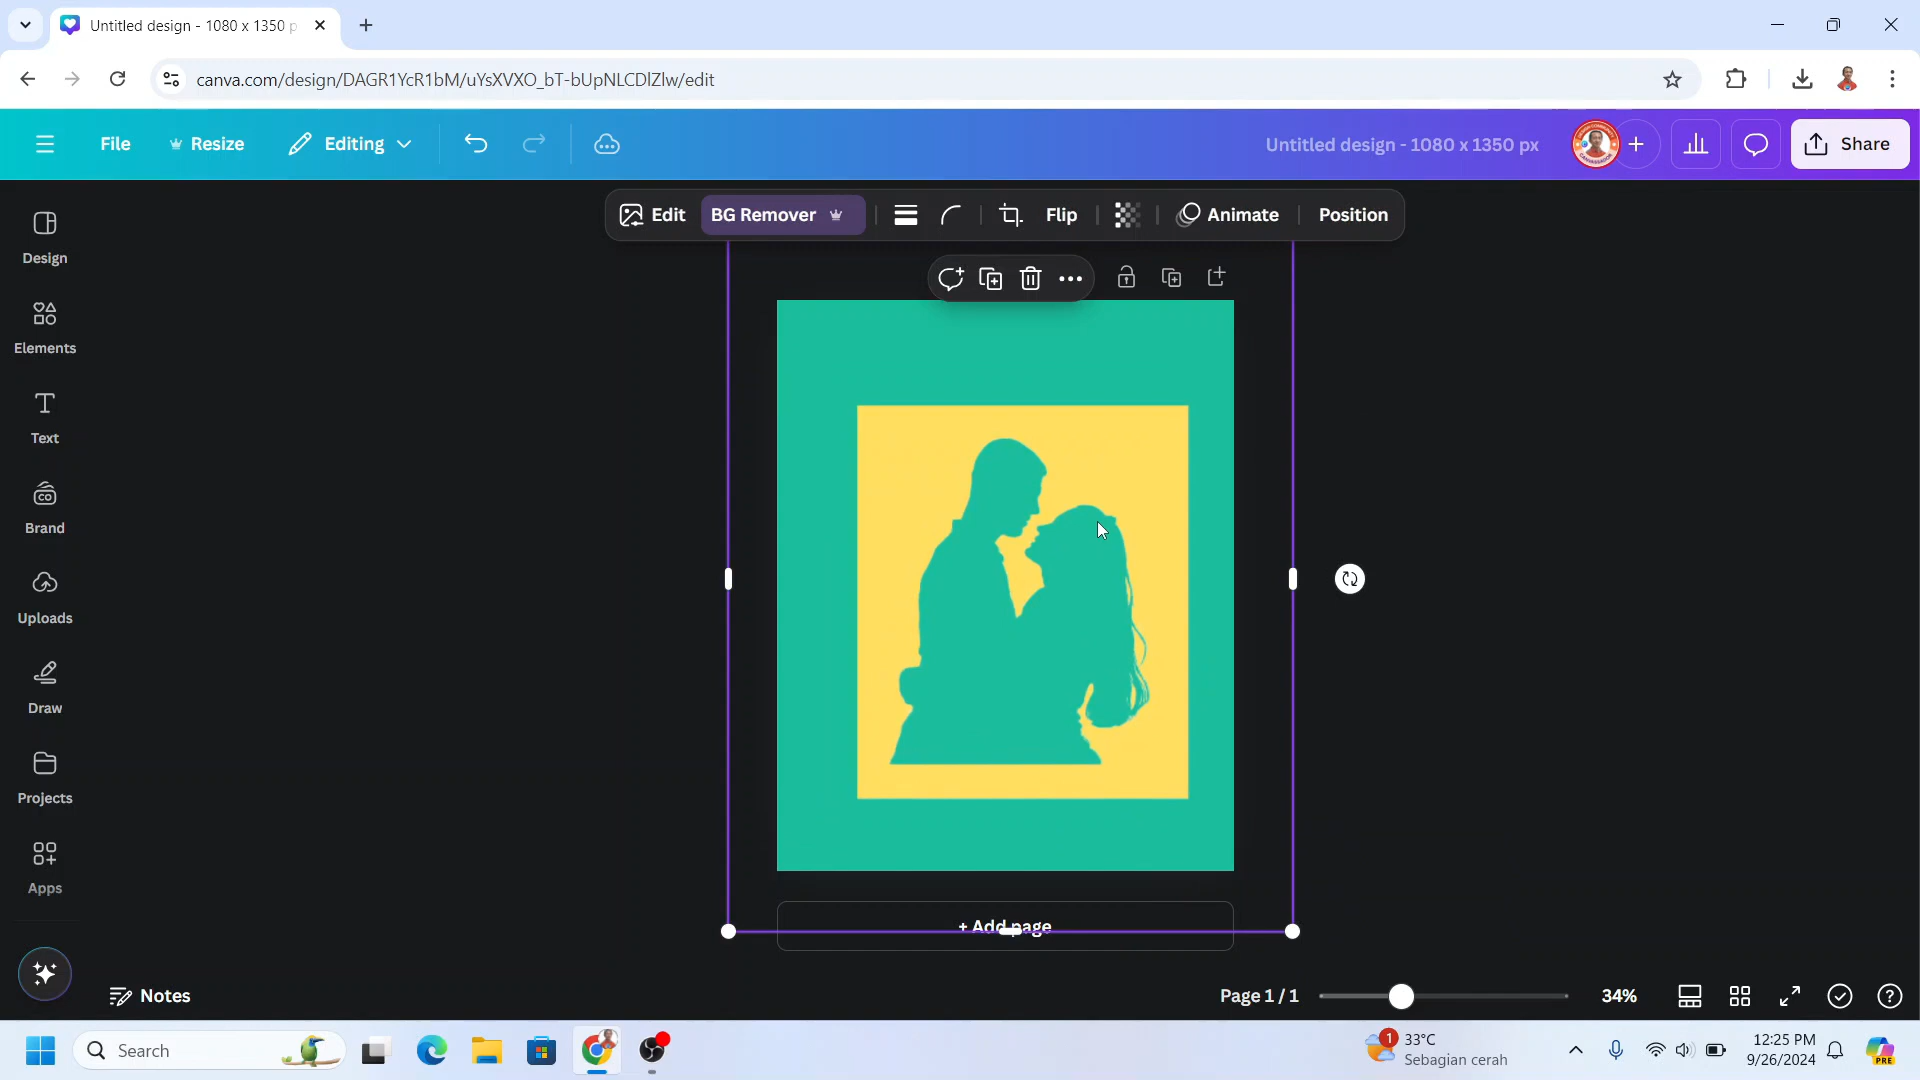 Untitled design - 1080 x 1350 p
canva.com/design/DAGR1YcR1bM/uYsXVXO_bT-bUpNLCDlZlw/edit
File
Resize
Editing
Untitled design - 1080 x 1350 px
Share
Edit
BG Remover
Flip
Animate
Position
Design
Elements
Text
Brand
Uploads
Draw
Projects
Apps
+ Add page
Notes
Page 1 / 1
34%
Search
1
33°C
Sebagian cerah
12:25 PM
9/26/2024
PRE